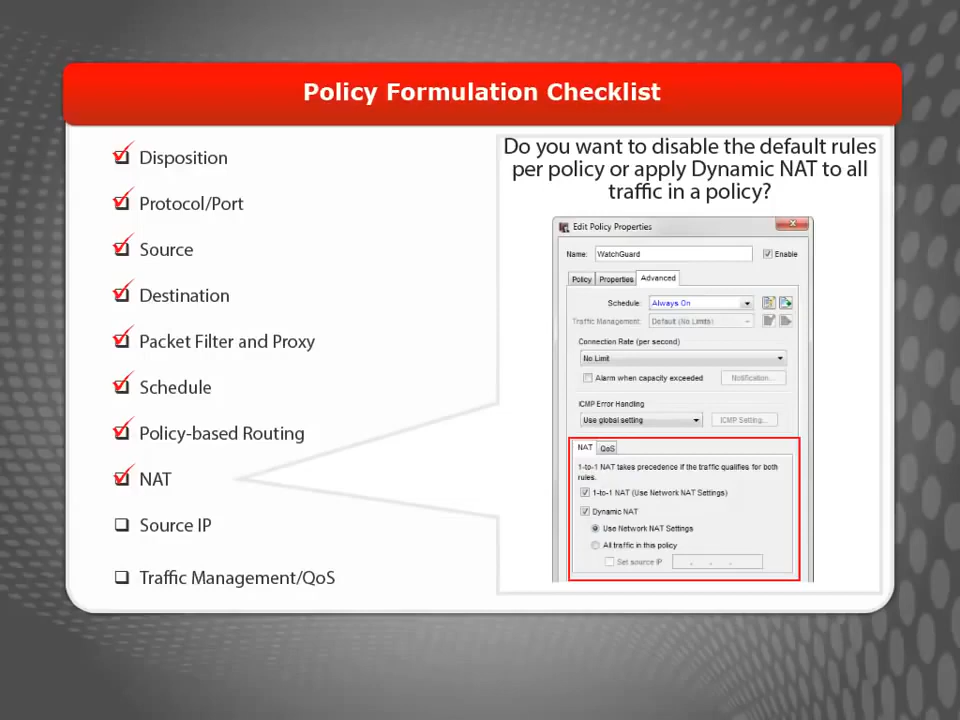 Policy Formulation Checklist
Disposition
Protocol/Port
Source
Destination
Packet Filter and Proxy
Schedule
Policy-based Routing
NAT
Source IP
Traffic Management/QoS
Do you want to disable the default rules
per policy or apply Dynamic NAT to all
traffic in a policy?
Edit Policy Properties
Name: WatchGuard Enable
Policy Properties Advanced
Schedule: Always On
Traffic Management: Default (No Limits)
Connection Rate (per second)
No Limit
Alarm when capacity exceeded Notification...
ICMP Error Handling
Use global setting ICMP Setting...
NAT QoS
1-to-1 NAT takes precedence if the traffic qualifies for both
rules.
1-to-1 NAT (Use Network NAT Settings)
Dynamic NAT
Use Network NAT Settings
All traffic in this policy
Set source IP . . .